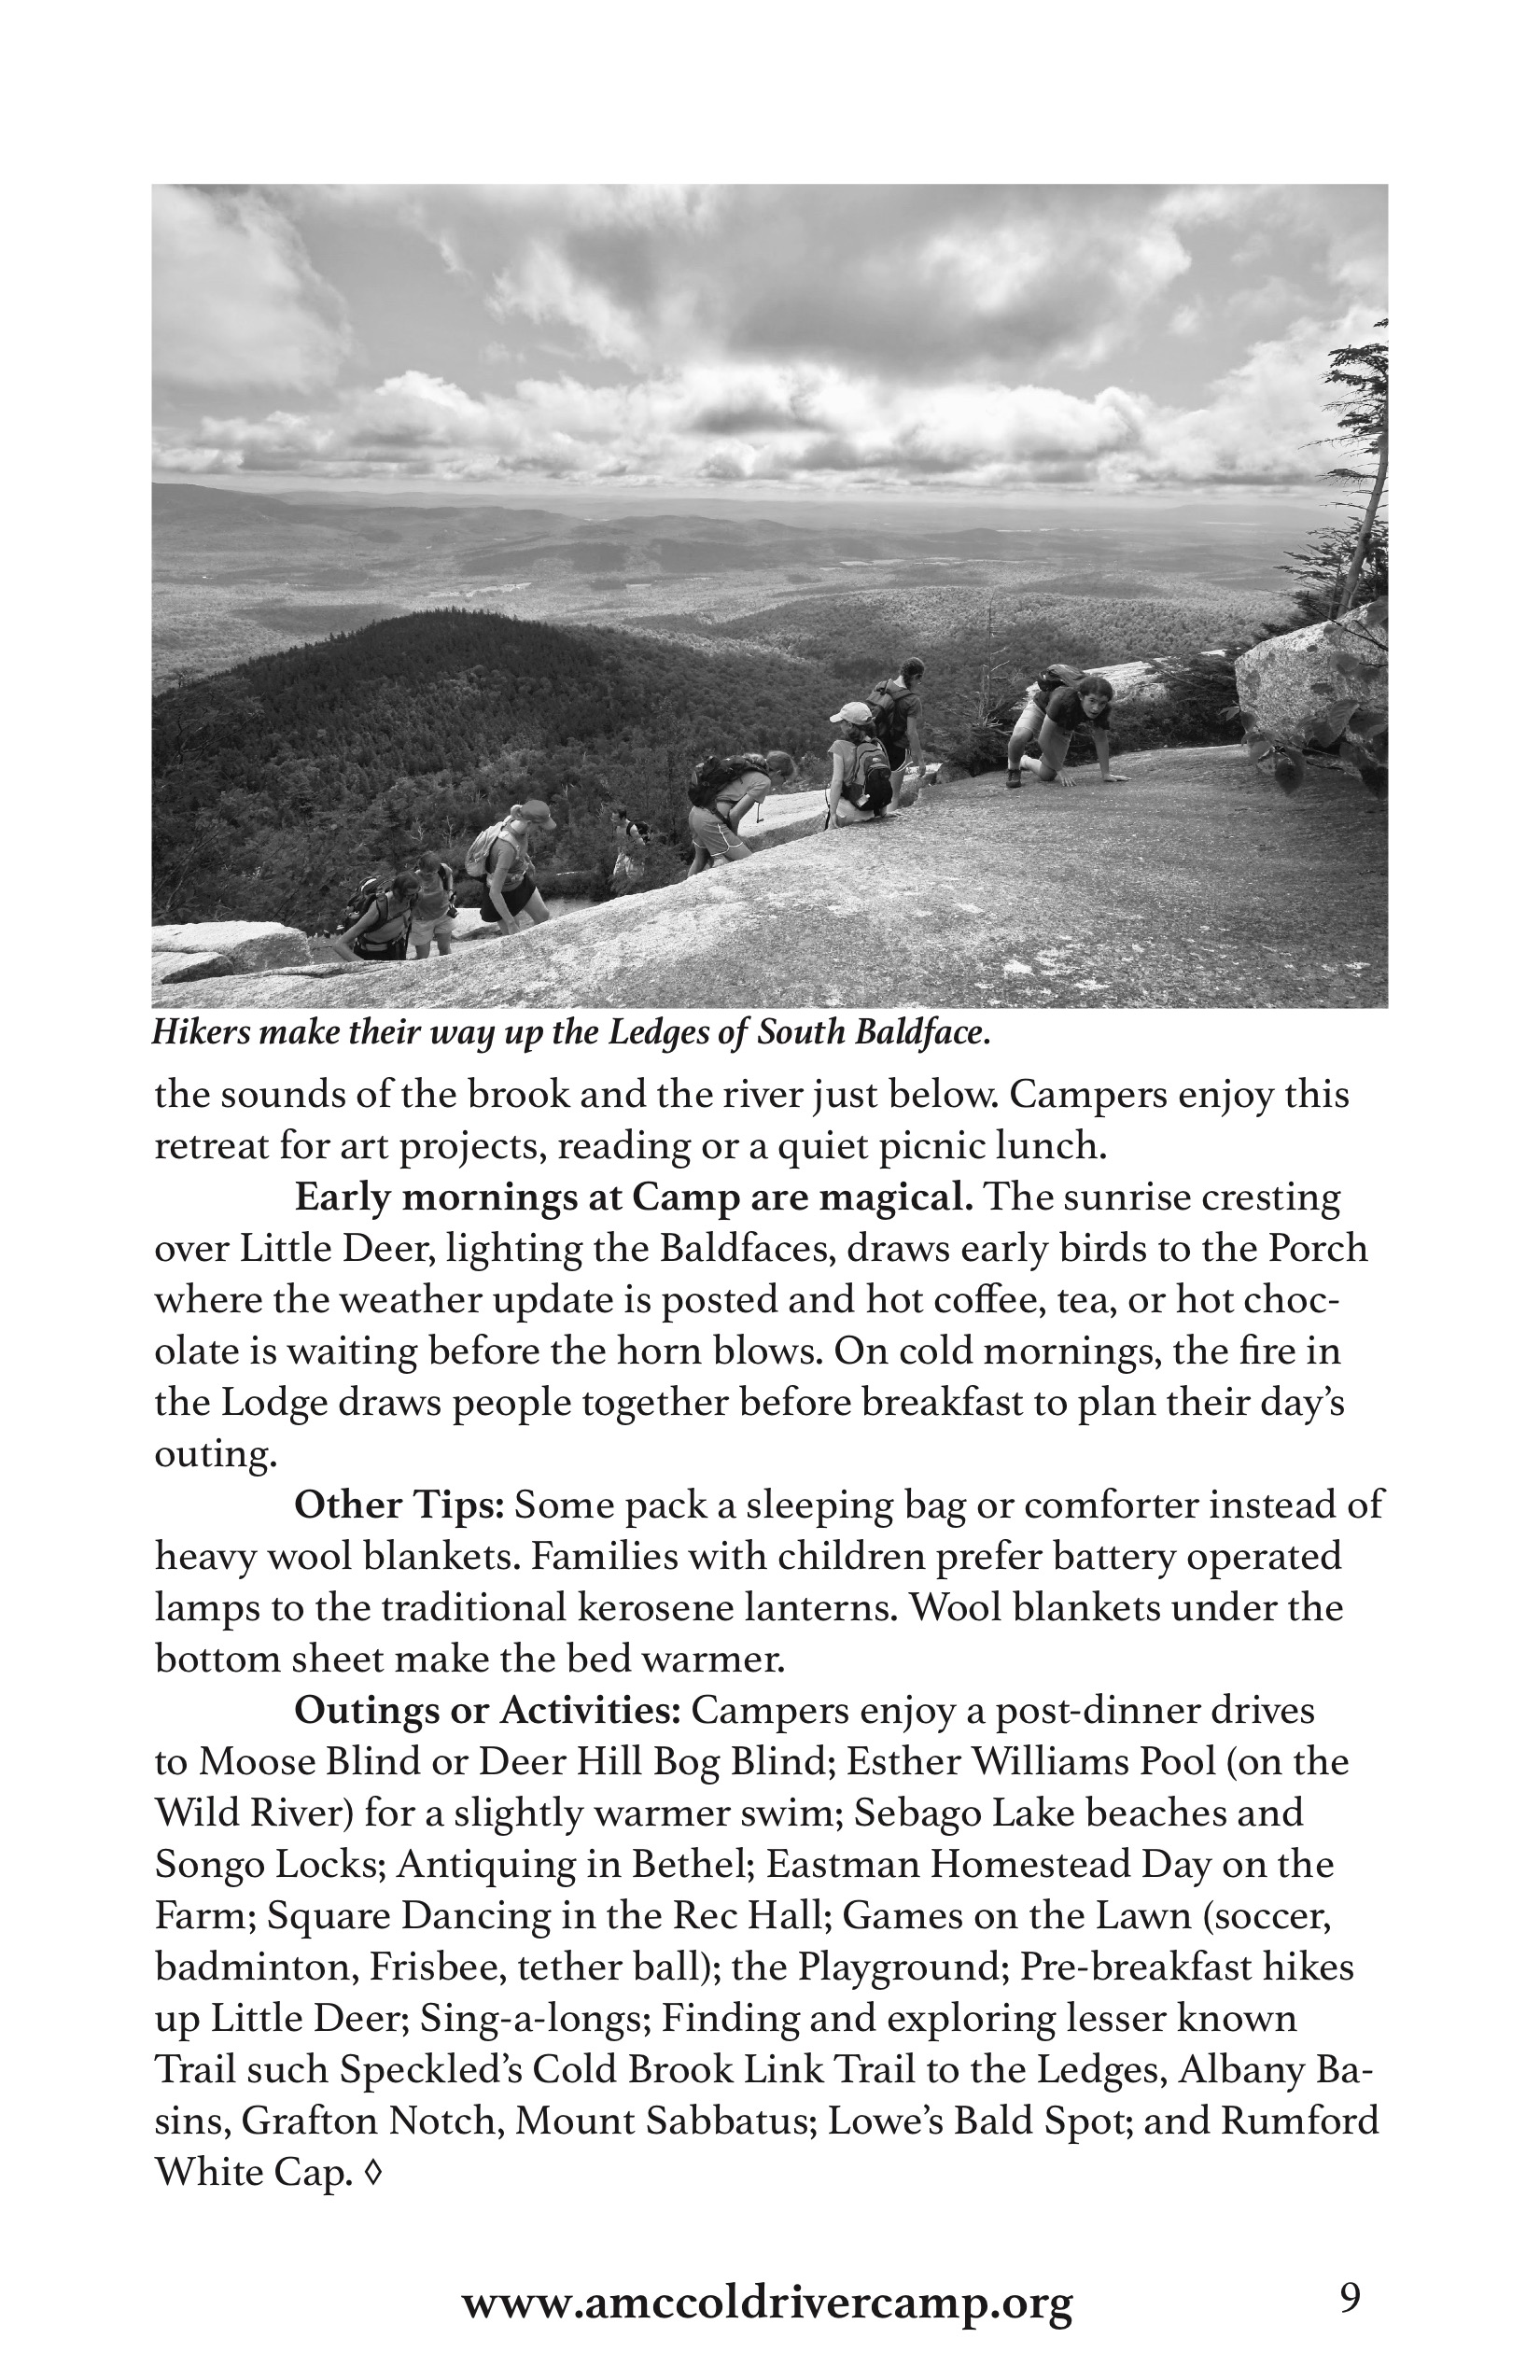 Hikers make their way up the Ledges of South Baldface.
the sounds of the brook and the river just below. Campers enjoy this
retreat for art projects, reading or a quiet picnic lunch.
Early mornings at Camp are magical. The sunrise cresting
over Little Deer, lighting the Baldfaces, draws early birds to the Porch
where the weather update is posted and hot coffee, tea, or hot choc-
olate is waiting before the horn blows. On cold mornings, the fire in
the Lodge draws people together before breakfast to plan their day’s
outing.
Other Tips: Some pack a sleeping bag or comforter instead of
heavy wool blankets. Families with children prefer battery operated
lamps to the traditional kerosene lanterns. Wool blankets under the
bottom sheet make the bed warmer.
Outings or Activities: Campers enjoy a post-dinner drives
to Moose Blind or Deer Hill Bog Blind; Esther Williams Pool (on the
Wild River) for a slightly warmer swim; Sebago Lake beaches and
Songo Locks; Antiquing in Bethel; Eastman Homestead Day on the
Farm; Square Dancing in the Rec Hall; Games on the Lawn (soccer,
badminton, Frisbee, tether ball); the Playground; Pre-breakfast hikes
up Little Deer; Sing-a-longs; Finding and exploring lesser known
Trail such Speckled’s Cold Brook Link Trail to the Ledges, Albany Ba-
sins, Grafton Notch, Mount Sabbatus; Lowe’s Bald Spot; and Rumford
White Cap. ◊
www.amccoldrivercamp.org 9